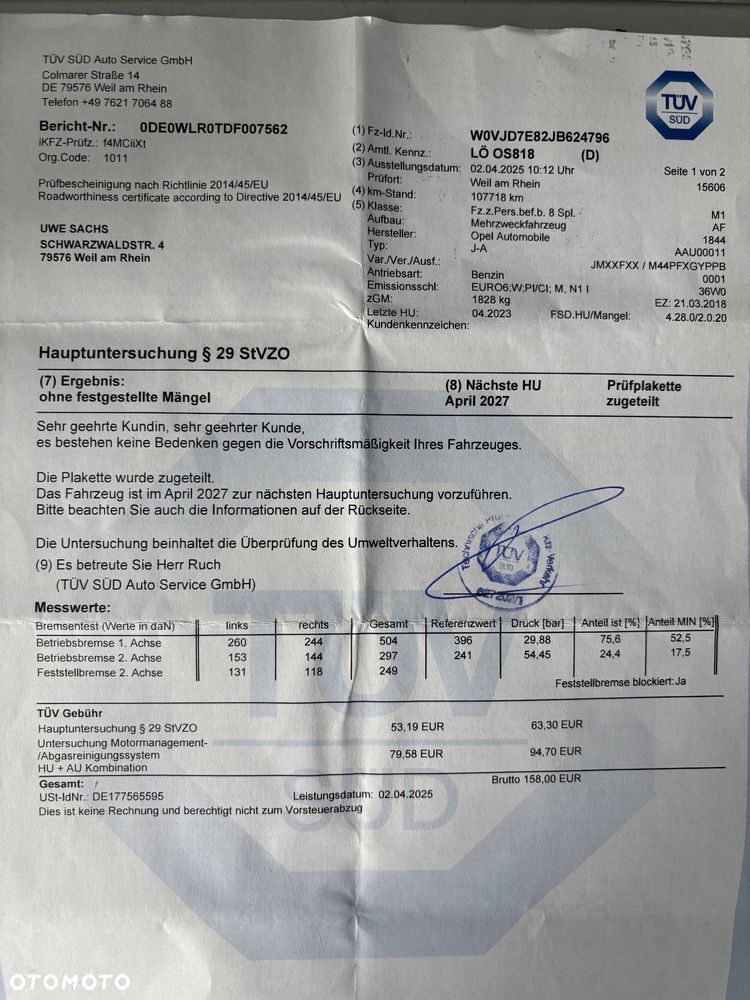 TÜV SÜD Auto Service GmbH
Colmarer Straße 14
DE 79576 Weil am Rhein
Telefon +49 7621 7064 88
TÜV
SÜD
Bericht-Nr.: 0DE0WLR0TDF007562
iKFZ-Prüfz.: f4MCiiXt
Org.Code: 1011
Prüfbescheinigung nach Richtlinie 2014/45/EU
Roadworthiness certificate according to Directive 2014/45/EU
UWE SACHS
SCHWARZWALDSTR. 4
79576 Weil am Rhein
(1) Fz-Id.Nr.: W0VJD7E82JB624796
(2) Amtl. Kennz.: LÖ OS818 (D)
(3) Ausstellungsdatum: 02.04.2025 10:12 Uhr Seite 1 von 2
Prüfort: Weil am Rhein 15606
(4) km-Stand: 107718 km
(5) Klasse: Fz.z.Pers.bef.b. 8 Spl. M1
Aufbau: Mehrzweckfahrzeug AF
Hersteller: Opel Automobile 1844
Typ: J-A AAU00011
Var./Ver./Ausf.: JMXXFXX / M44PFXGYPPB
Antriebsart: Benzin 0001
Emissionsschl: EURO6;W;PI/CI; M, N1 I 36W0
zGM: 1828 kg EZ: 21.03.2018
Letzte HU: 04.2023 FSD.HU/Mangel: 4.28.0/2.0.20
Kundenkennzeichen:
Hauptuntersuchung § 29 StVZO
(7) Ergebnis: (8) Nächste HU Prüfplakette
ohne festgestellte Mängel April 2027 zugeteilt
Sehr geehrte Kundin, sehr geehrter Kunde,
es bestehen keine Bedenken gegen die Vorschriftsmäßigkeit Ihres Fahrzeuges.
Die Plakette wurde zugeteilt.
Das Fahrzeug ist im April 2027 zur nächsten Hauptuntersuchung vorzuführen.
Bitte beachten Sie auch die Informationen auf der Rückseite.
Die Untersuchung beinhaltet die Überprüfung des Umweltverhaltens.
(9) Es betreute Sie Herr Ruch
(TÜV SÜD Auto Service GmbH)
Technische
Kfz-Verkehr
TÜV
SÜD
Messwerte:
Bremsentest (Werte in daN) links rechts Gesamt Referenzwert Druck [bar] Anteil ist [%] Anteil MIN [%]
Betriebsbremse 1. Achse 260 244 504 396 29,88 75,6 52,5
Betriebsbremse 2. Achse 153 144 297 241 54,45 24,4 17,5
Feststellbremse 2. Achse 131 118 249
Feststellbremse blockiert:Ja
TÜV Gebühr
Hauptuntersuchung § 29 StVZO 53,19 EUR 63,30 EUR
Untersuchung Motormanagement-
/Abgasreinigungssystem 79,58 EUR 94,70 EUR
HU + AU Kombination
Gesamt: Brutto 158,00 EUR
USt-IdNr.: DE177565595 Leistungsdatum: 02.04.2025
Dies ist keine Rechnung und berechtigt nicht zum Vorsteuerabzug
TÜV
SÜD
OTOMOTO